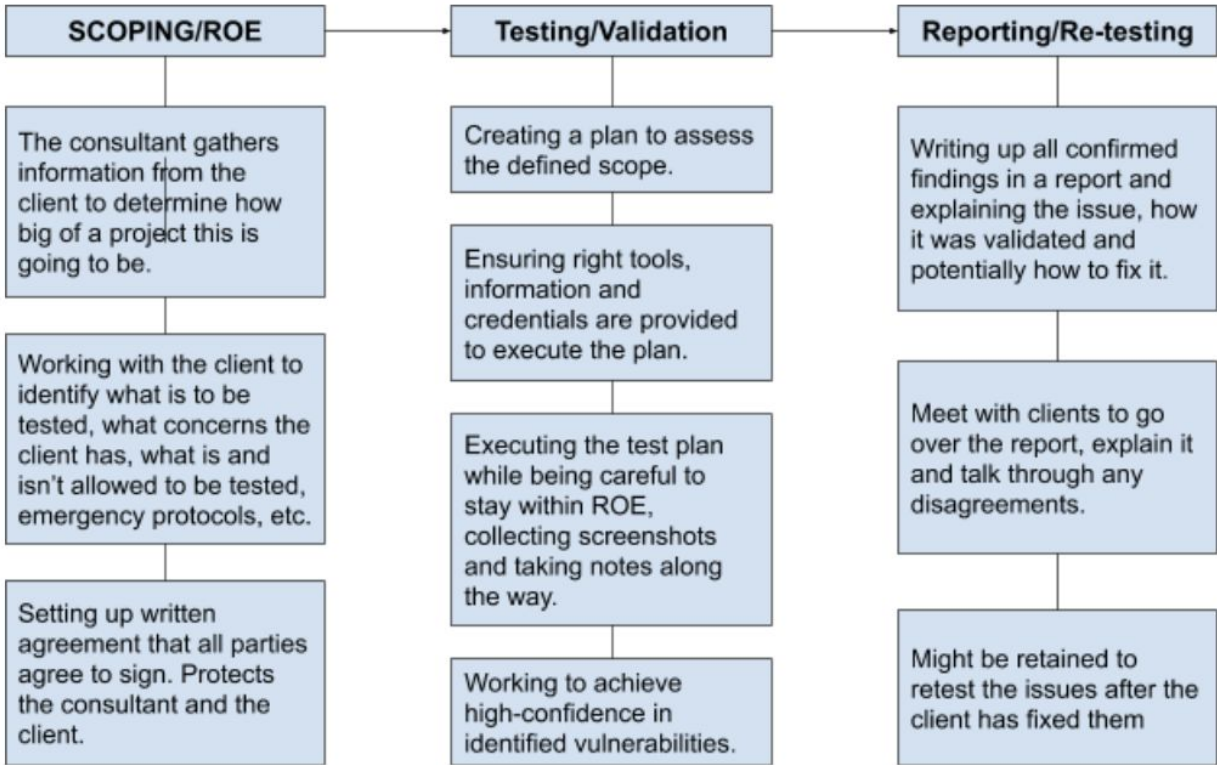 SCOPING/ROE
The consultant gathers
information from the
client to determine how
big of a project this is
going to be.
Working with the client to
identify what is to be
tested, what concerns the
client has, what is and
isn't allowed to be tested,
emergency protocols, etc.
Setting up written
agreement that all parties
agree to sign. Protects
the consultant and the
client.
Testing/Validation
Creating a plan to assess
the defined scope.
Ensuring right tools,
information and
credentials are provided
to execute the plan.
Executing the test plan
while being careful to
stay within ROE,
collecting screenshots
and taking notes along
the way.
Working to achieve
high-confidence in
identified vulnerabilities.
Reporting/Re-testing
Writing up all confirmed
findings in a report and
explaining the issue, how
it was validated and
potentially how to fix it.
Meet with clients to go
over the report, explain it
and talk through any
disagreements.
Might be retained to
retest the issues after the
client has fixed them